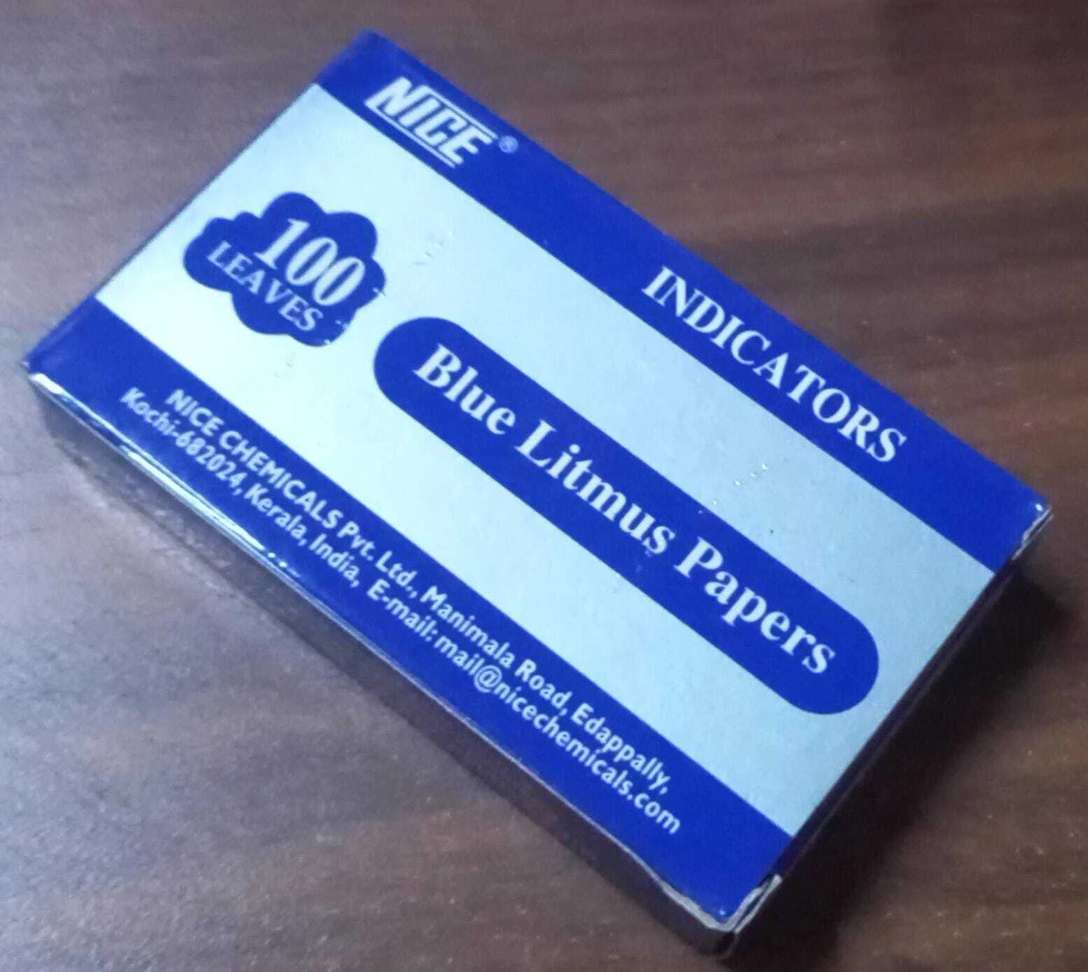 NICE ®
INDICATORS
100
LEAVES
Blue Litmus Papers
NICE CHEMICALS Pvt. Ltd., Manimala Road, Edappally,
Kochi-682024, Kerala, India, E-mail: mail@nicechemicals.com